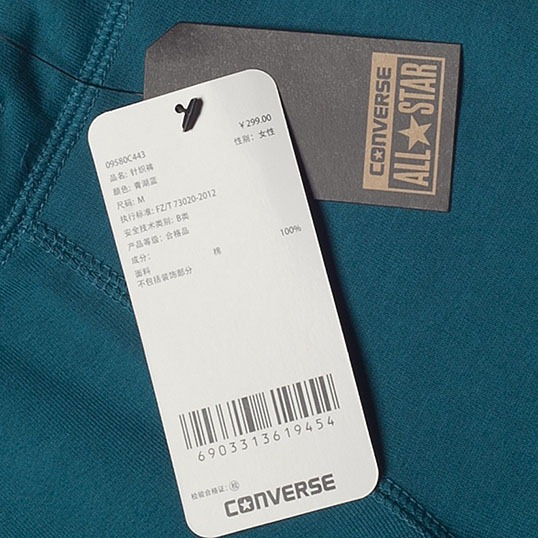 09580C443
¥299.00
品名: 针织裤
性别: 女性
颜色: 青湖蓝
尺码: M
执行标准: FZ/T 73020-2012
安全技术类别: B类
产品等级: 合格品
成分:
面料 棉 100%
不包括装饰部分
6903313619454
检验合格证: 检
CONVERSE
CONVERSE
ALL★STAR